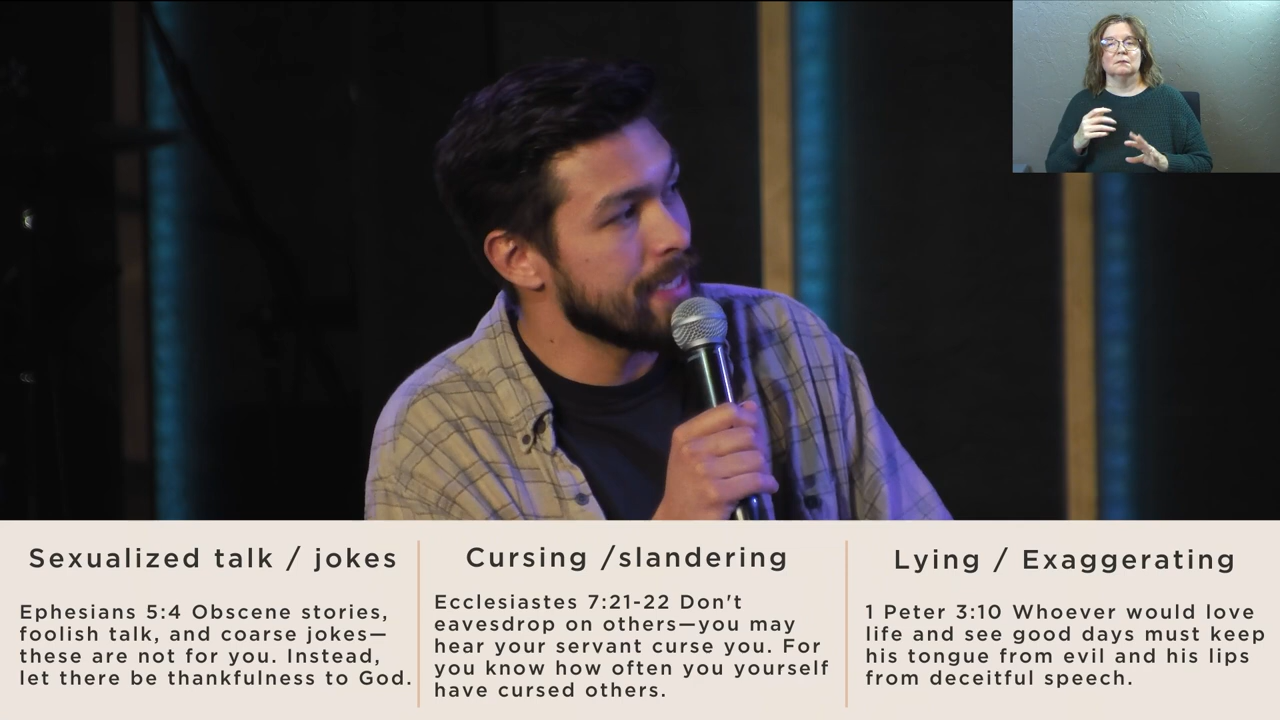 Sexualized talk / jokes
Ephesians 5:4 Obscene stories,
foolish talk, and coarse jokes—
these are not for you. Instead,
let there be thankfulness to God.
Cursing /slandering
Ecclesiastes 7:21-22 Don't
eavesdrop on others—you may
hear your servant curse you. For
you know how often you yourself
have cursed others.
Lying / Exaggerating
1 Peter 3:10 Whoever would love
life and see good days must keep
his tongue from evil and his lips
from deceitful speech.